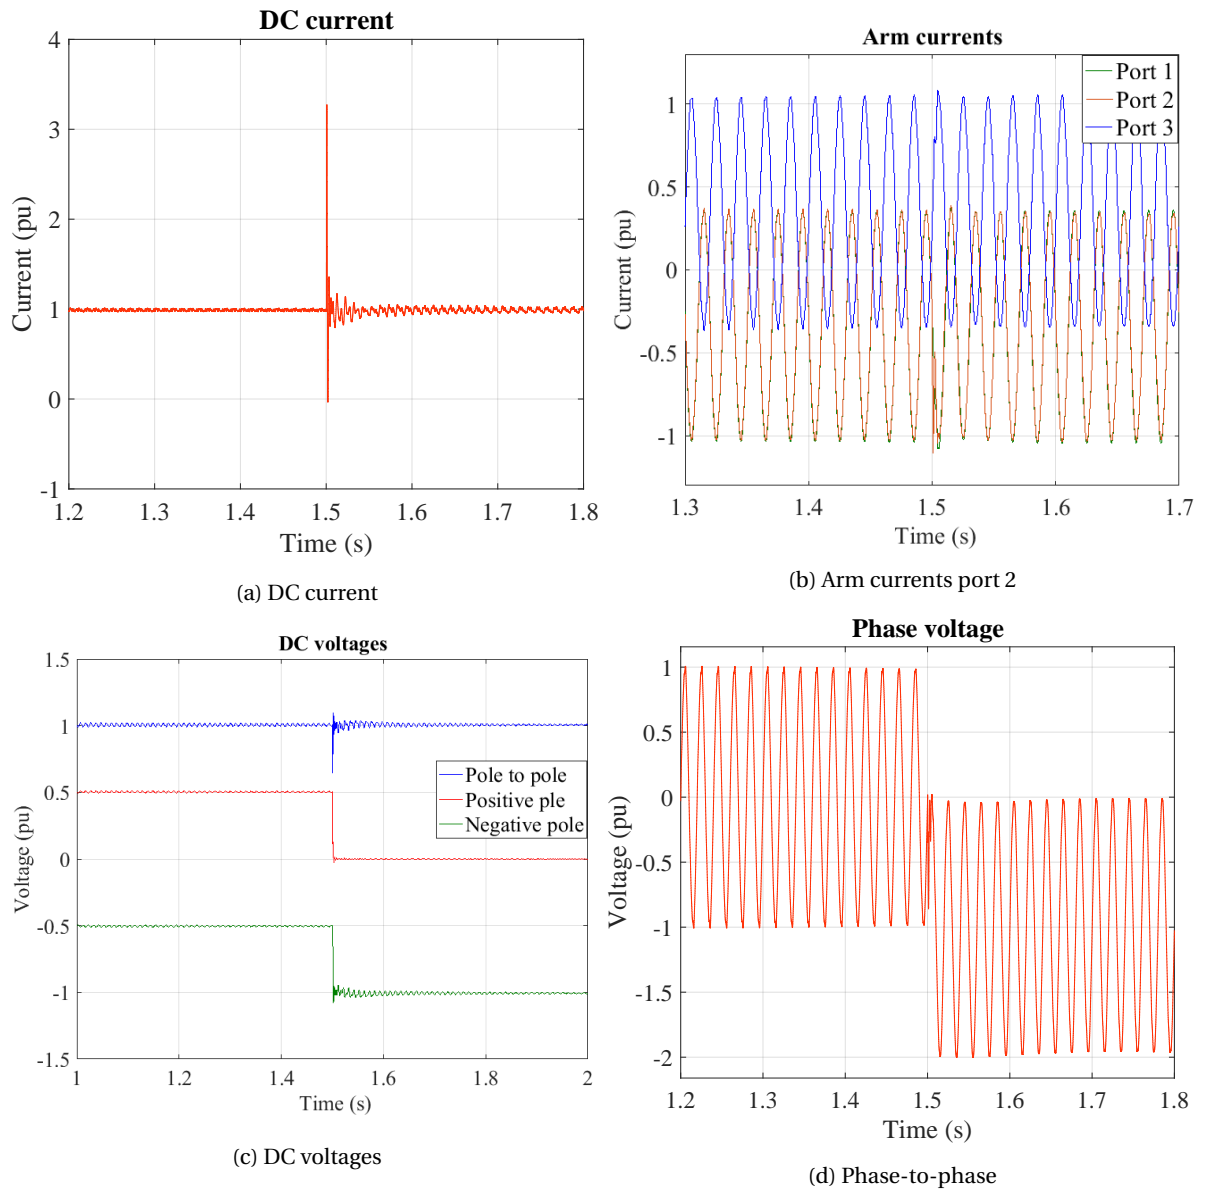 DC current
4
3
2
1
0
-1
Current (pu)
1.2 1.3 1.4 1.5 1.6 1.7 1.8
Time (s)
(a) DC current
Arm currents
Port 1
Port 2
Port 3
1
0.5
0
-0.5
-1
Current (pu)
1.3 1.4 1.5 1.6 1.7
Time (s)
(b) Arm currents port 2
DC voltages
1.5
1
0.5
0
-0.5
-1
-1.5
Voltage (pu)
Pole to pole
Positive ple
Negative pole
1 1.2 1.4 1.6 1.8 2
Time (s)
(c) DC voltages
Phase voltage
1
0.5
0
-0.5
-1
-1.5
-2
Voltage (pu)
1.2 1.3 1.4 1.5 1.6 1.7 1.8
Time (s)
(d) Phase-to-phase